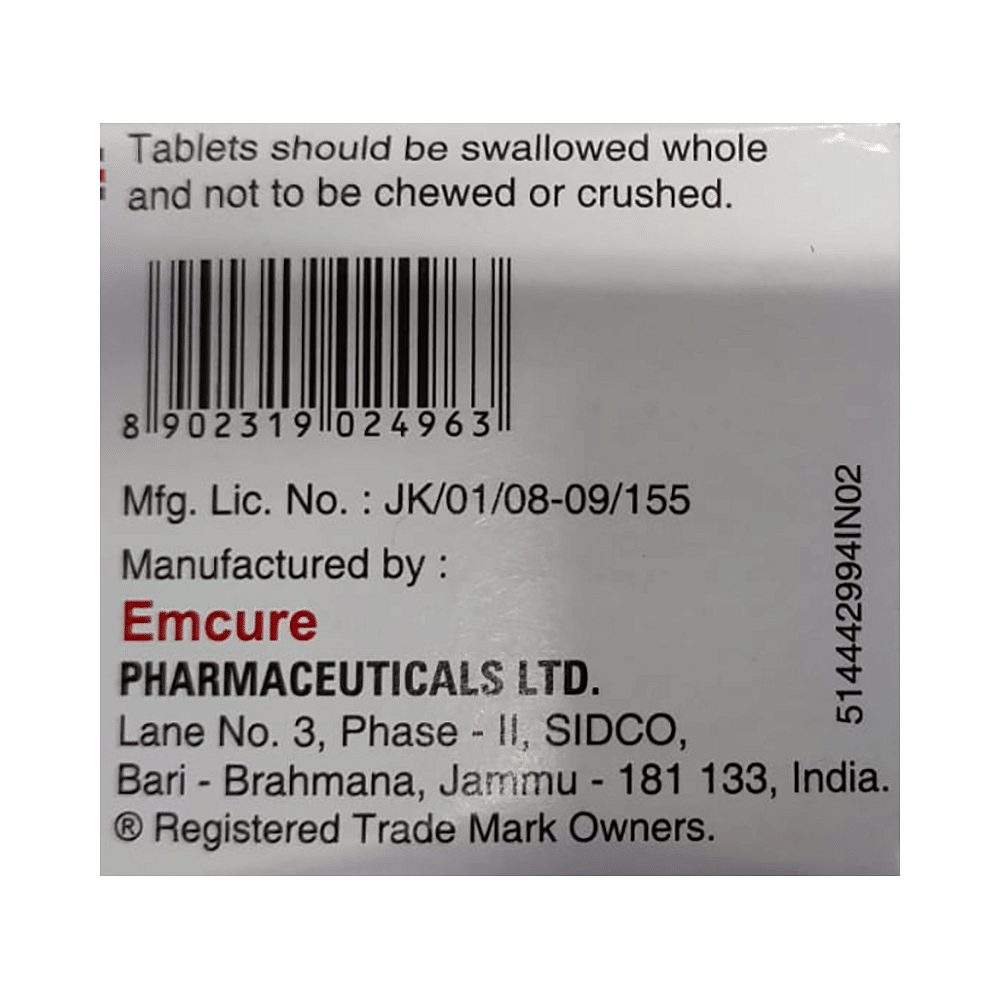 Tablets should be swallowed whole
and not to be chewed or crushed.
8 902319 024963
Mfg. Lic. No. : JK/01/08-09/155
Manufactured by :
Emcure
PHARMACEUTICALS LTD.
Lane No. 3, Phase - II, SIDCO,
Bari - Brahmana, Jammu - 181 133, India.
® Registered Trade Mark Owners.
514442994IN02